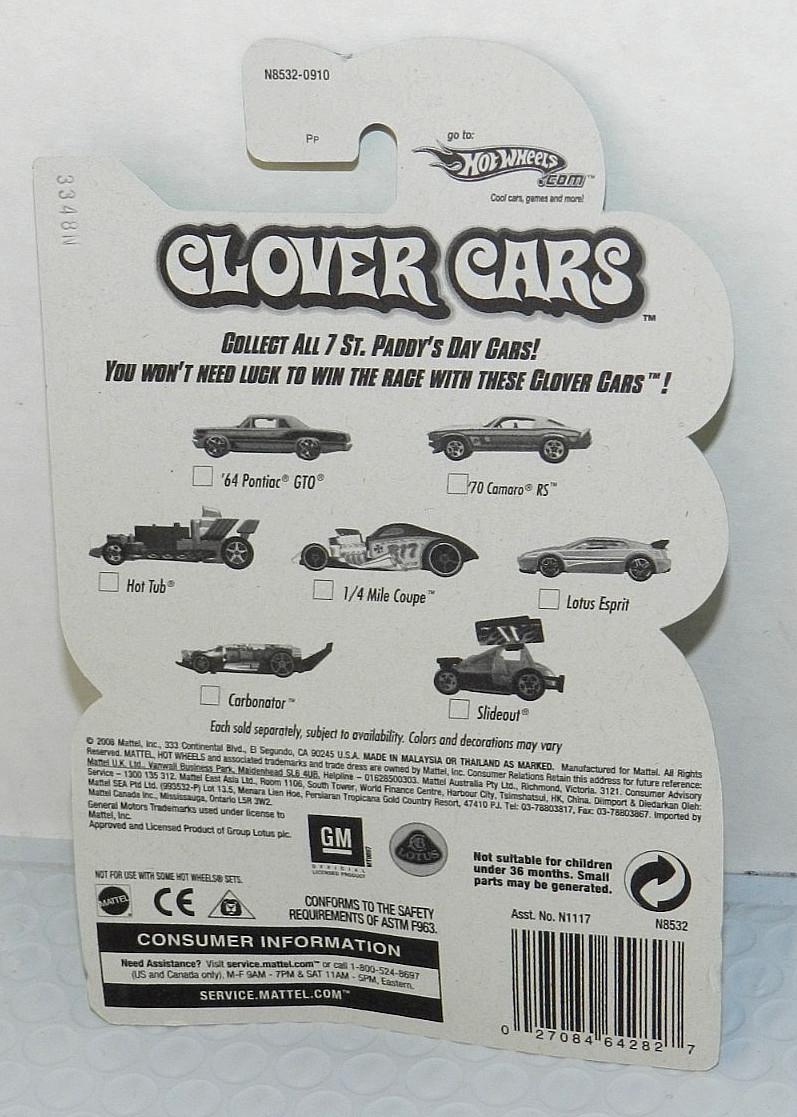 N8532-0910
PP
go to:
HOT WHEELS
.COM™
Cool cars, games and more!
3348N
CLOVER CARS™
COLLECT ALL 7 ST. PADDY'S DAY CARS!
YOU WON'T NEED LUCK TO WIN THE RACE WITH THESE CLOVER CARS™!
'64 Pontiac® GTO®
'70 Camaro® RS™
Hot Tub®
1/4 Mile Coupe™
Lotus Esprit
Carbonator™
Slideout®
Each sold separately, subject to availability. Colors and decorations may vary
© 2008 Mattel, Inc., 333 Continental Blvd., El Segundo, CA 90245 U.S.A. MADE IN MALAYSIA OR THAILAND AS MARKED. Manufactured for Mattel. All Rights
Reserved. MATTEL, HOT WHEELS and associated trademarks and trade dress are owned by Mattel, Inc. Consumer Relations Retain this address for future reference:
Mattel U.K. Ltd., Vanwall Business Park, Maidenhead SL6 4UB. Helpline - 01628500303. Mattel Australia Pty Ltd., Richmond, Victoria. 3121. Consumer Advisory
Service - 1300 135 312. Mattel East Asia Ltd., Room 1106, South Tower, World Finance Centre, Harbour City, Tsimshatsui, HK, China. Diimport & Diedarkan Oleh:
Mattel SEA Ptd Ltd. (993532-P) Lot 13.5, Menara Lien Hoe, Persiaran Tropicana Gold Country Resort, 47410 PJ. Tel: 03-78803817, Fax: 03-78803867. Imported by
Mattel Canada Inc., Mississauga, Ontario L5R 3W2.
General Motors Trademarks used under license to
Mattel, Inc.
Approved and Licensed Product of Group Lotus plc.
GM
OFFICIAL
LICENSED PRODUCT
LOTUS
Not suitable for children
under 36 months. Small
parts may be generated.
NOT FOR USE WITH SOME HOT WHEELS® SETS.
MATTEL
CE
CONFORMS TO THE SAFETY
REQUIREMENTS OF ASTM F963.
Asst. No. N1117
N8532
CONSUMER INFORMATION
Need Assistance? Visit service.mattel.com™ or call 1-800-524-8697
(US and Canada only), M-F 9AM - 7PM & SAT 11AM - 5PM, Eastern.
SERVICE.MATTEL.COM™
0 27084 64282 7